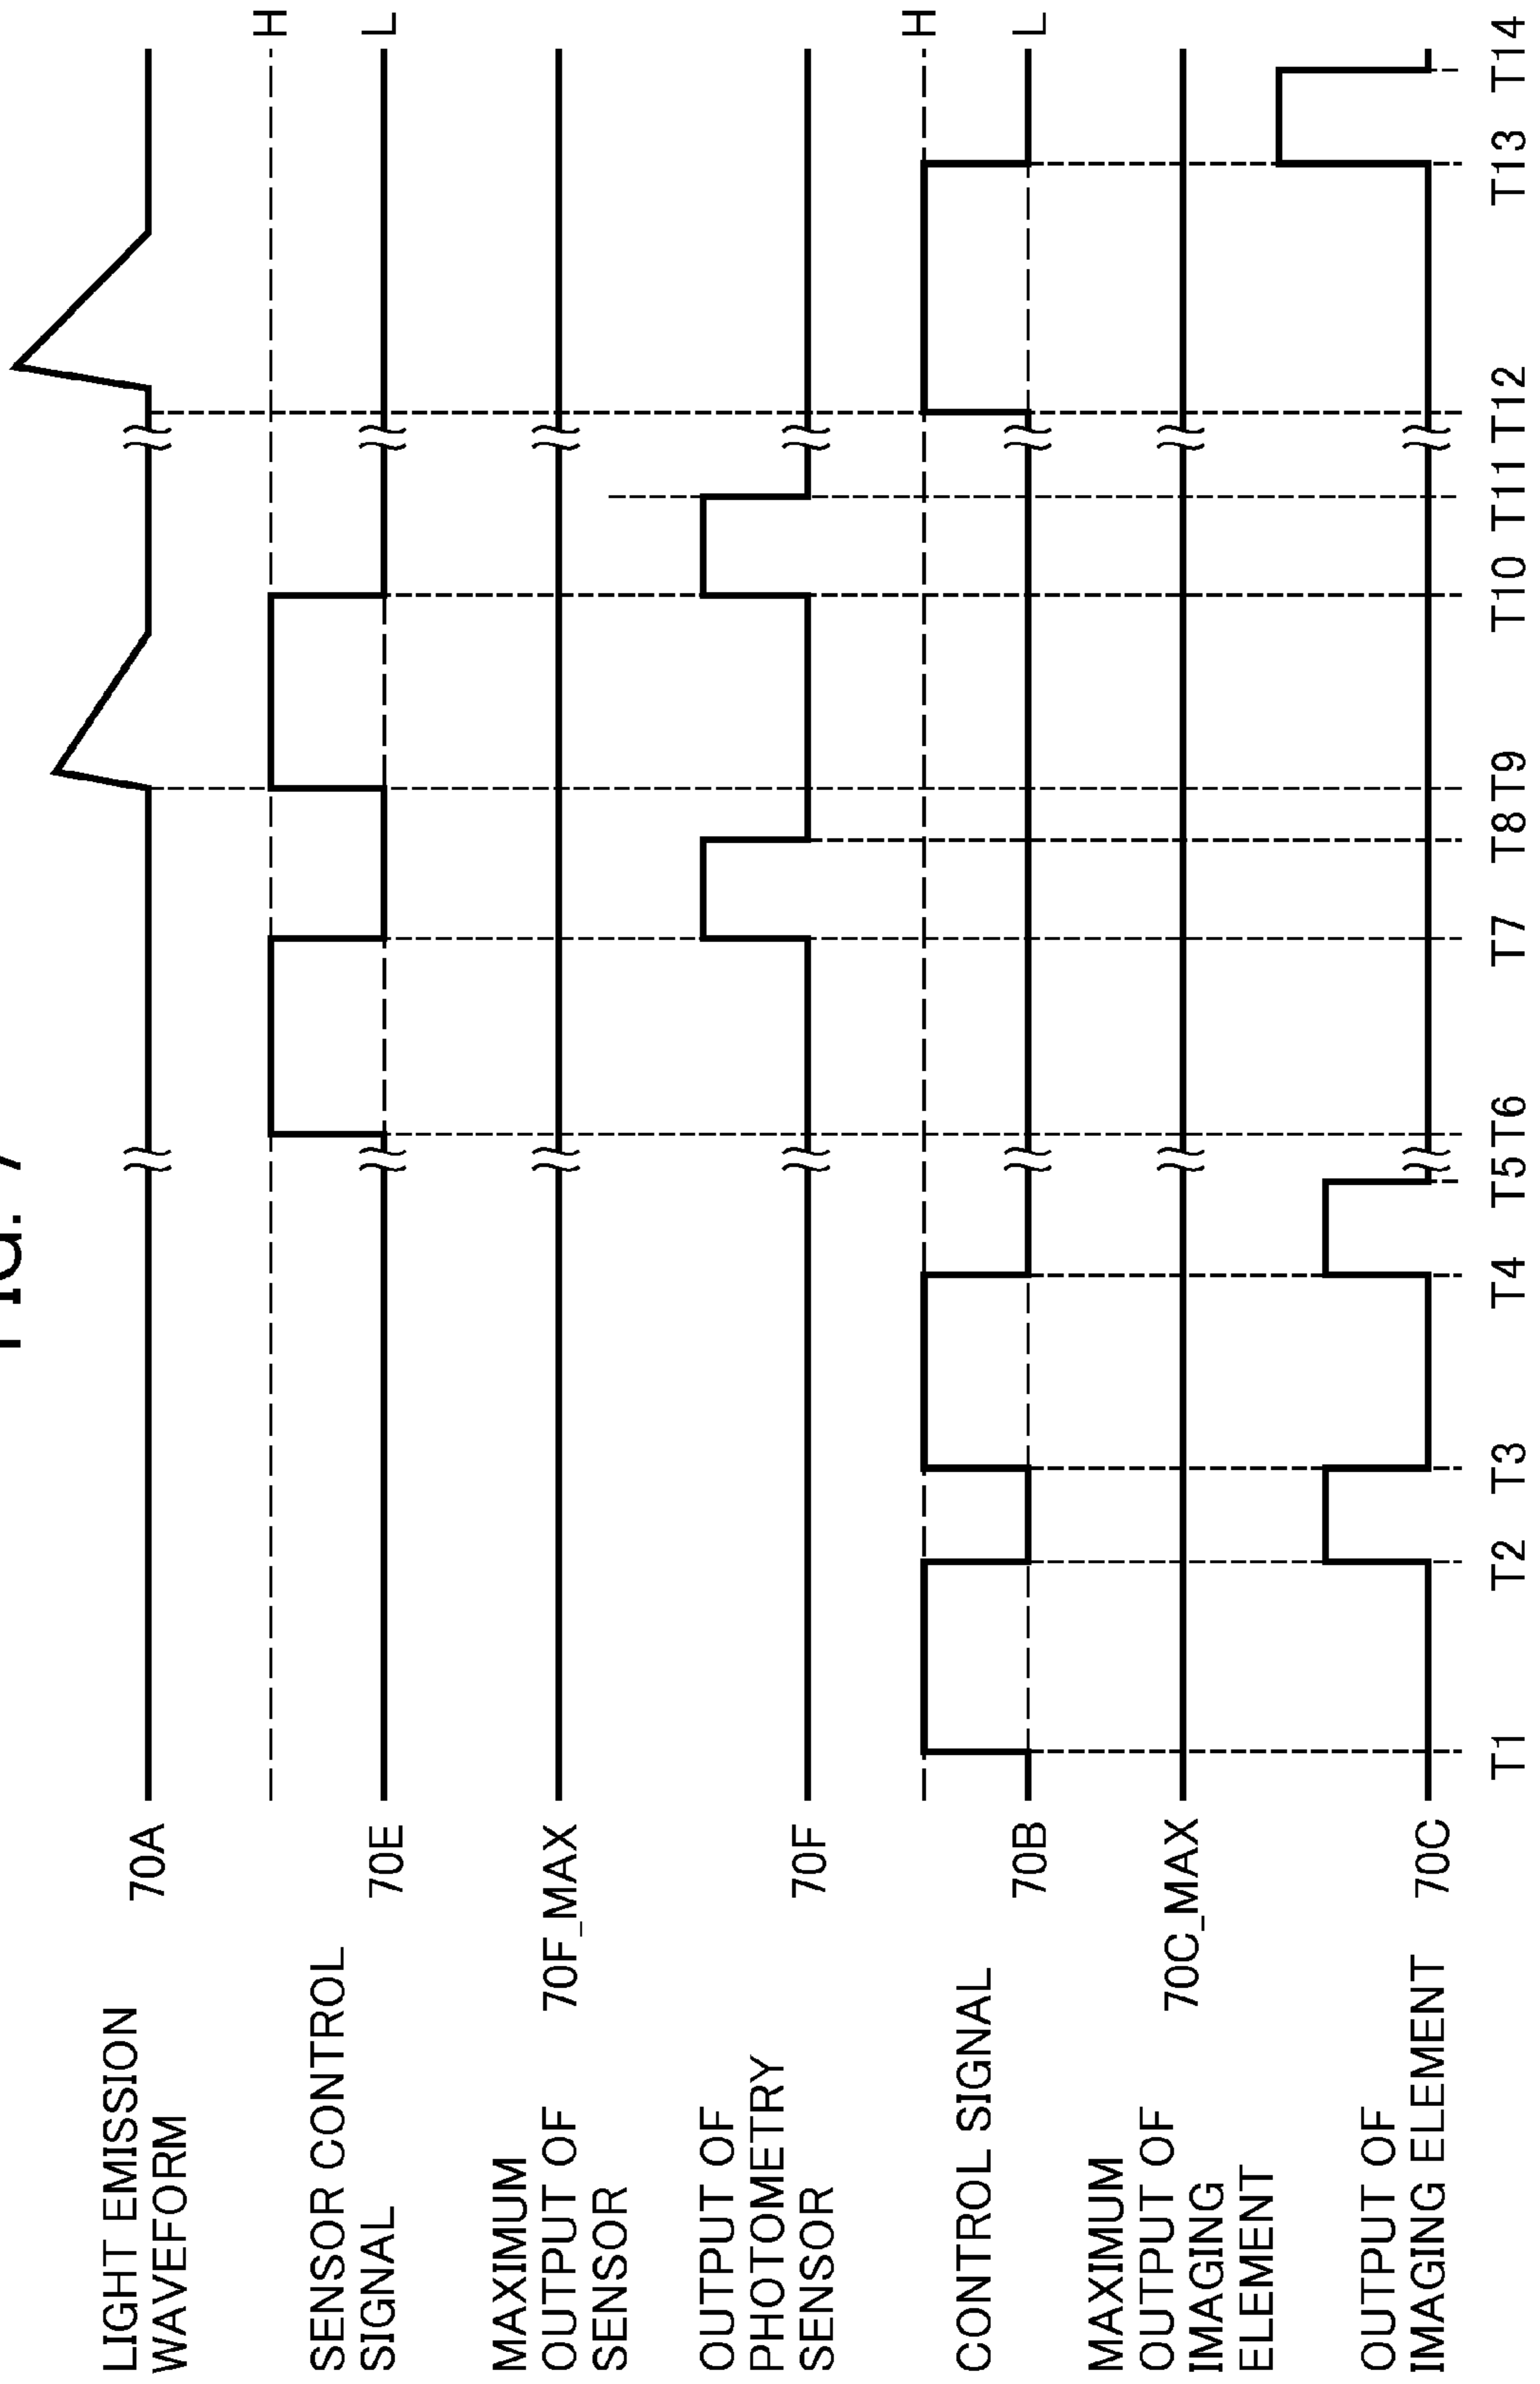 LIGHT EMISSION
WAVEFORM
70A
SENSOR CONTROL
SIGNAL
70E
H
L
MAXIMUM
OUTPUT OF
SENSOR
70F_MAX
OUTPUT OF
PHOTOMETRY
SENSOR
70F
CONTROL SIGNAL
70B
H
L
MAXIMUM
OUTPUT OF
IMAGING
ELEMENT
70C_MAX
OUTPUT OF
IMAGING ELEMENT
70C
T1 T2 T3 T4 T5 T6 T7 T8 T9 T10 T11 T12 T13 T14